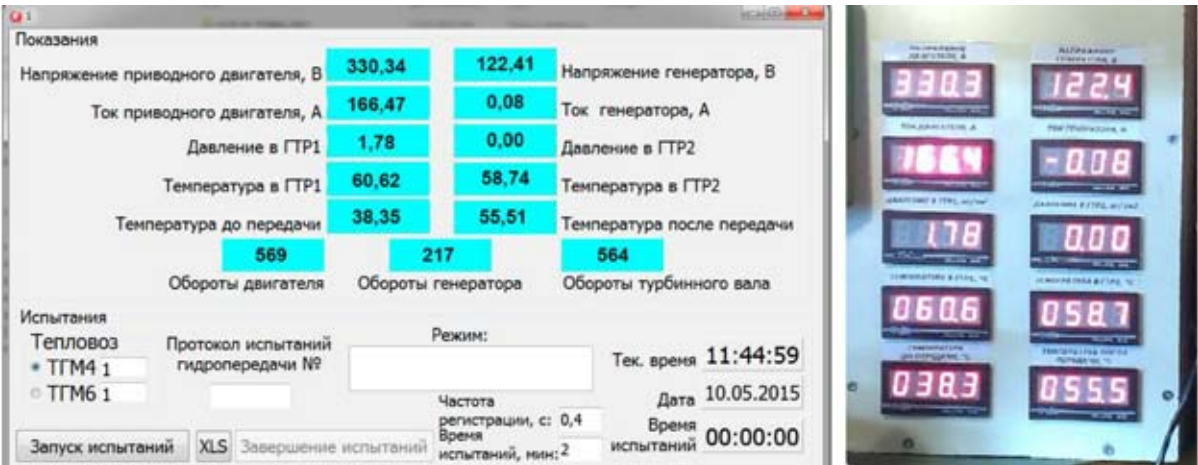 1
Показания
Напряжение приводного двигателя, В 330,34 122,41 Напряжение генератора, В
Ток приводного двигателя, А 166,47 0,08 Ток генератора, А
Давление в ГТР1 1,78 0,00 Давление в ГТР2
Температура в ГТР1 60,62 58,74 Температура в ГТР2
Температура до передачи 38,35 55,51 Температура после передачи
569 217 564
Обороты двигателя Обороты генератора Обороты турбинного вала
Испытания
Тепловоз
ТГМ4 1
ТГМ6 1
Протокол испытаний
гидропередачи №
Режим:
Тек. время 11:44:59
Дата 10.05.2015
Частота
регистрации, с: 0,4
Время
испытаний, мин: 2
Время
испытаний 00:00:00
Запуск испытаний XLS Завершение испытаний
330.3 122.4
166.4 -0.08
1.78 0.00
060.6 058.7
038.3 055.5